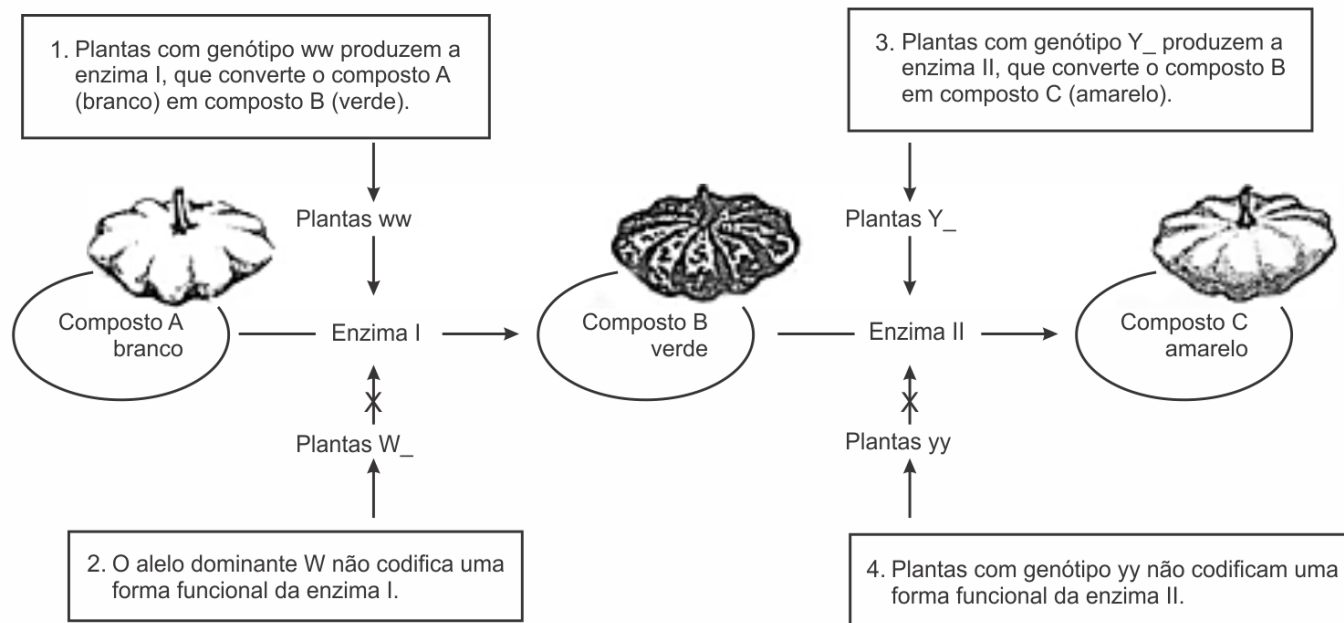 1. Plantas com genótipo ww produzem a
enzima I, que converte o composto A
(branco) em composto B (verde).
3. Plantas com genótipo Y_ produzem a
enzima II, que converte o composto B
em composto C (amarelo).
Plantas ww
Plantas Y_
Composto A
branco
Enzima I
Composto B
verde
Enzima II
Composto C
amarelo
X
X
Plantas W_
Plantas yy
2. O alelo dominante W não codifica uma
forma funcional da enzima I.
4. Plantas com genótipo yy não codificam uma
forma funcional da enzima II.